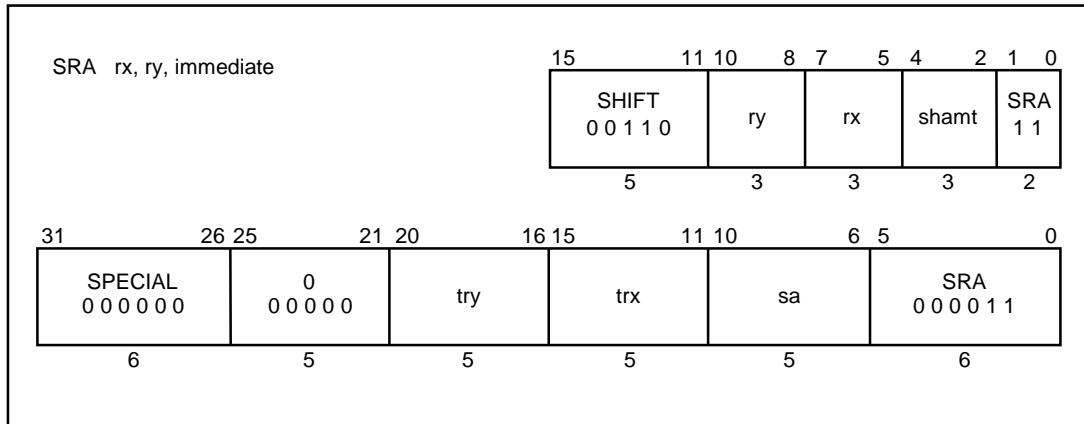 SRA rx, ry, immediate
15 11 10 8 7 5 4 2 1 0
SHIFT
0 0 1 1 0
ry
rx
shamt
SRA
1 1
5 3 3 3 2
31 26 25 21 20 16 15 11 10 6 5 0
SPECIAL
0 0 0 0 0 0
0
0 0 0 0 0
try
trx
sa
SRA
0 0 0 0 1 1
6 5 5 5 5 6